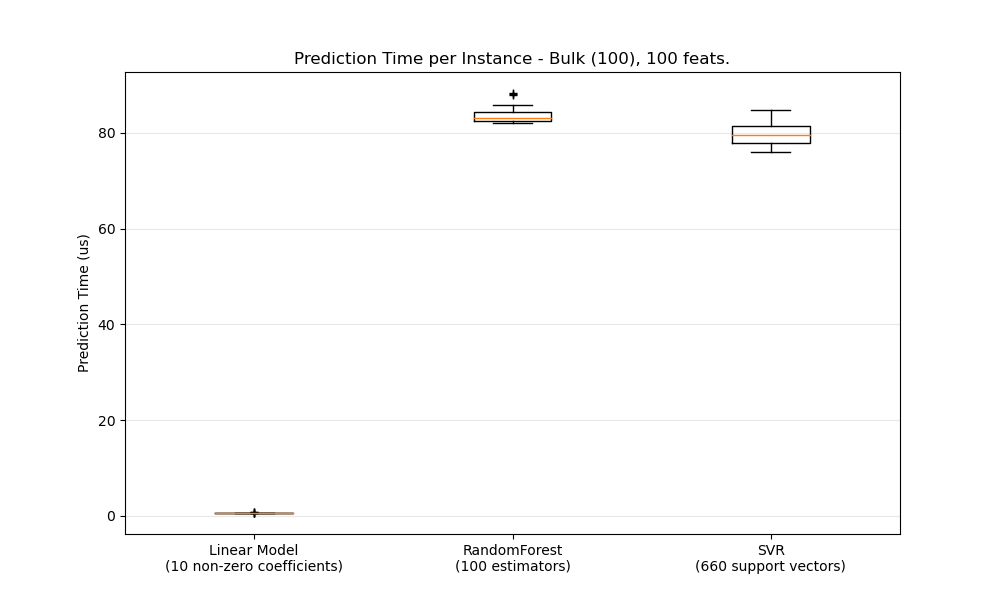 Prediction Time per Instance - Bulk (100), 100 feats.
Prediction Time (us)
80
60
40
20
0
Linear Model
(10 non-zero coefficients)
RandomForest
(100 estimators)
SVR
(660 support vectors)